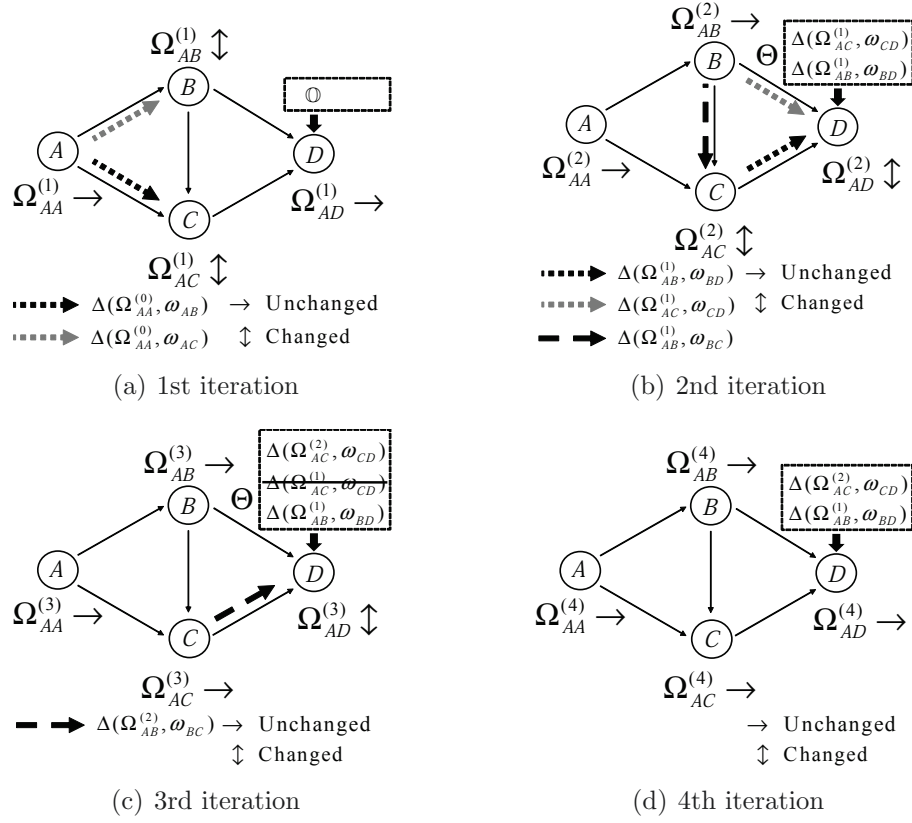 Ω_{AB}^{(1)} ↕
B
𝕆
A
D
Ω_{AA}^{(1)} →
Ω_{AD}^{(1)} →
C
Ω_{AC}^{(1)} ↕
Δ(Ω_{AA}^{(0)}, ω_{AB}) → Unchanged
Δ(Ω_{AA}^{(0)}, ω_{AC}) ↕ Changed
(a) 1st iteration
Ω_{AB}^{(2)} →
Θ
Δ(Ω_{AC}^{(1)}, ω_{CD})
Δ(Ω_{AB}^{(1)}, ω_{BD})
B
A
D
Ω_{AA}^{(2)} →
Ω_{AD}^{(2)} ↕
C
Ω_{AC}^{(2)} ↕
Δ(Ω_{AB}^{(1)}, ω_{BD}) → Unchanged
Δ(Ω_{AC}^{(1)}, ω_{CD}) ↕ Changed
Δ(Ω_{AB}^{(1)}, ω_{BC})
(b) 2nd iteration
Ω_{AB}^{(3)} →
Θ
Δ(Ω_{AC}^{(2)}, ω_{CD})
Δ(Ω_{AC}^{(1)}, ω_{CD})
Δ(Ω_{AB}^{(1)}, ω_{BD})
B
A
D
Ω_{AA}^{(3)} →
Ω_{AD}^{(3)} ↕
C
Ω_{AC}^{(3)} →
Δ(Ω_{AB}^{(2)}, ω_{BC}) → Unchanged
↕ Changed
(c) 3rd iteration
Ω_{AB}^{(4)} →
Δ(Ω_{AC}^{(2)}, ω_{CD})
Δ(Ω_{AB}^{(1)}, ω_{BD})
B
A
D
Ω_{AA}^{(4)} →
Ω_{AD}^{(4)} →
C
Ω_{AC}^{(4)} →
→ Unchanged
↕ Changed
(d) 4th iteration